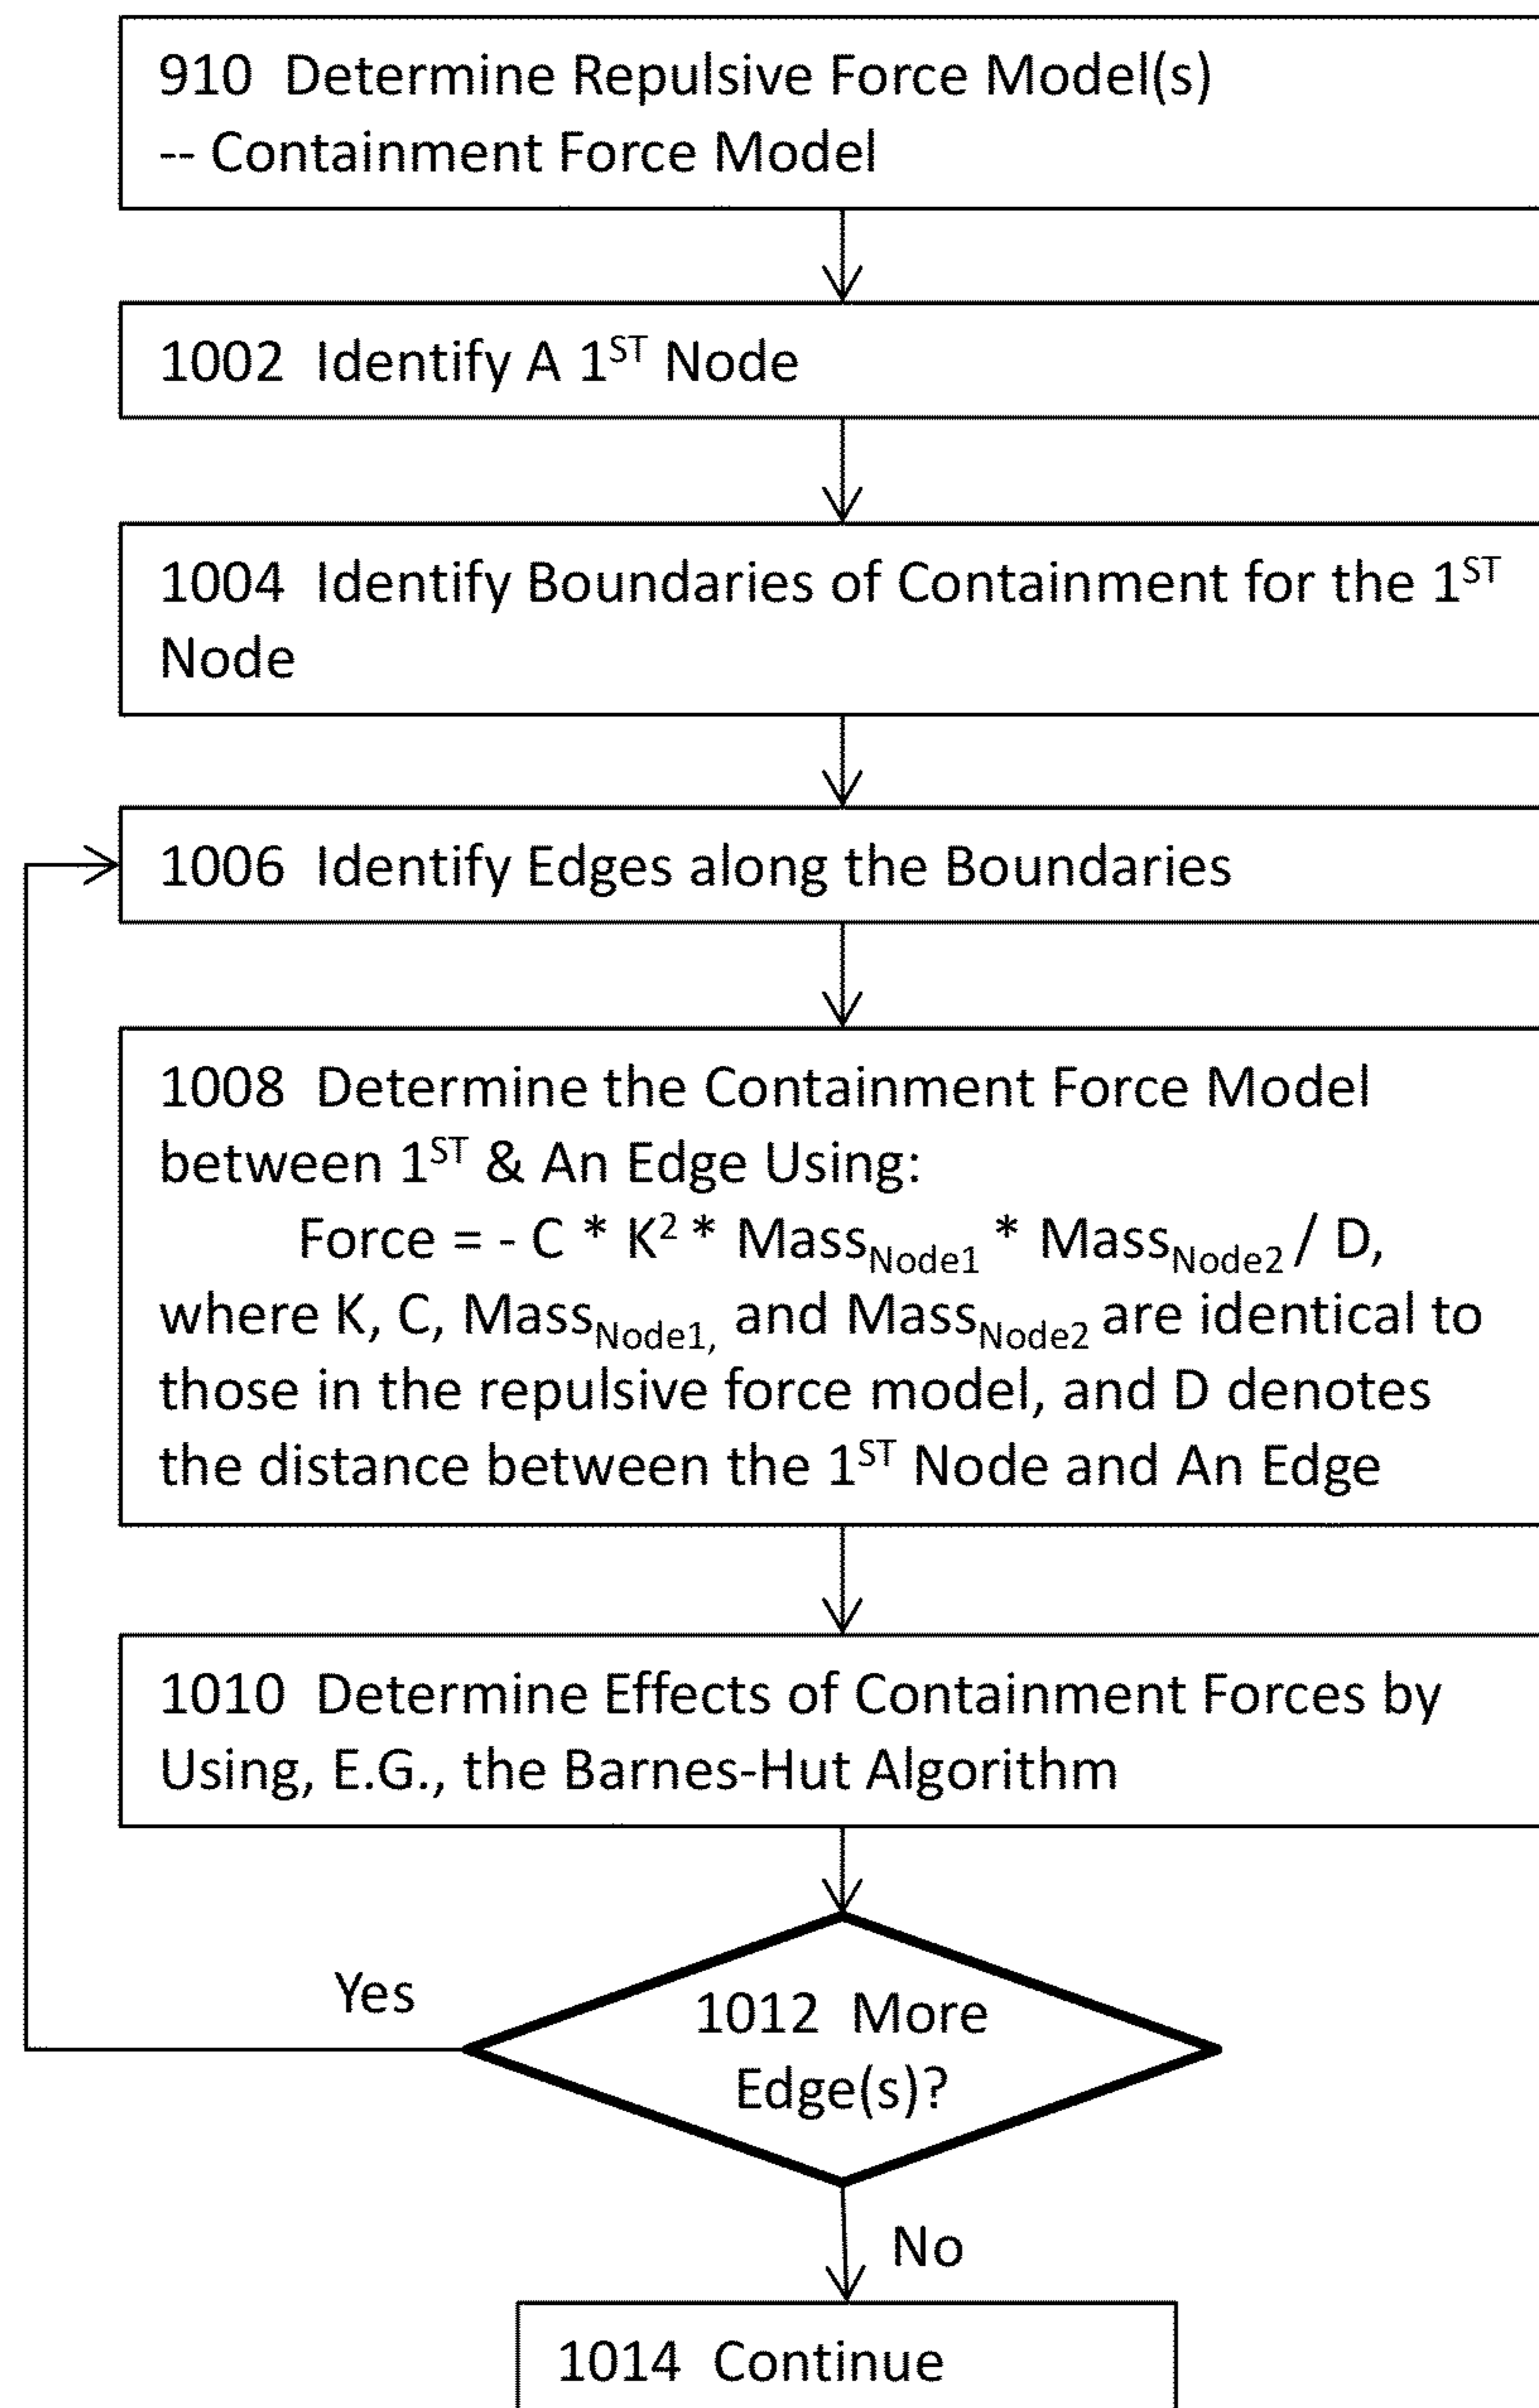 910 Determine Repulsive Force Model(s)
-- Containment Force Model
1002 Identify A 1ST Node
1004 Identify Boundaries of Containment for the 1ST
Node
1006 Identify Edges along the Boundaries
1008 Determine the Containment Force Model
between 1ST & An Edge Using:
Force = - C * K2 * MassNode1 * MassNode2 / D,
where K, C, MassNode1, and MassNode2 are identical to
those in the repulsive force model, and D denotes
the distance between the 1ST Node and An Edge
1010 Determine Effects of Containment Forces by
Using, E.G., the Barnes-Hut Algorithm
Yes
1012 More
Edge(s)?
No
1014 Continue